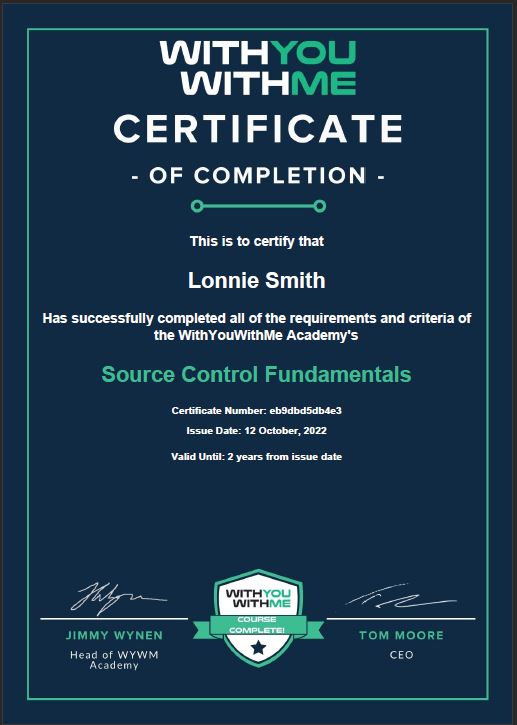 WITHYOU
WITHME
CERTIFICATE
- OF COMPLETION -
This is to certify that
Lonnie Smith
Has successfully completed all of the requirements and criteria of
the WithYouWithMe Academy's
Source Control Fundamentals
Certificate Number: eb9dbd5db4e3
Issue Date: 12 October, 2022
Valid Until: 2 years from issue date
WITHYOU
WITHME
COURSE
COMPLETE!
JIMMY WYNEN
Head of WYWM
Academy
TOM MOORE
CEO